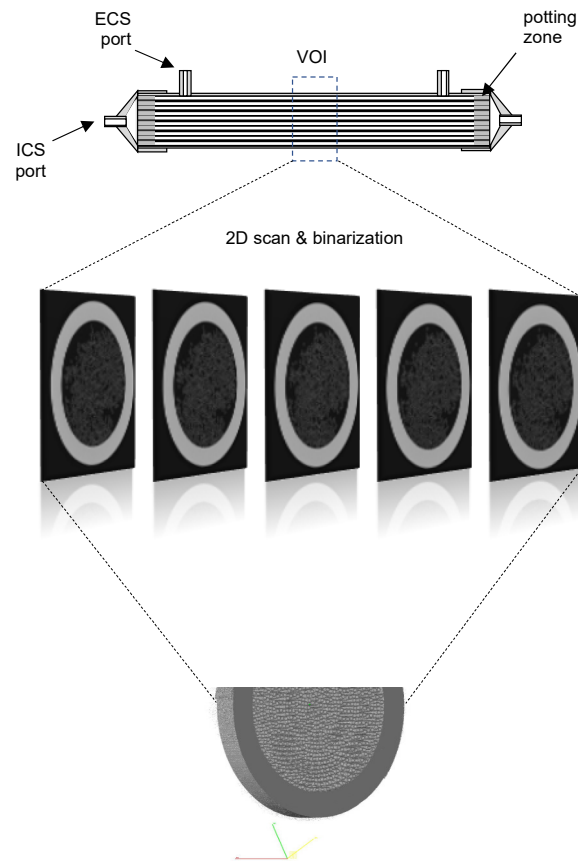 ECS
port
VOI
potting
zone
ICS
port
2D scan & binarization